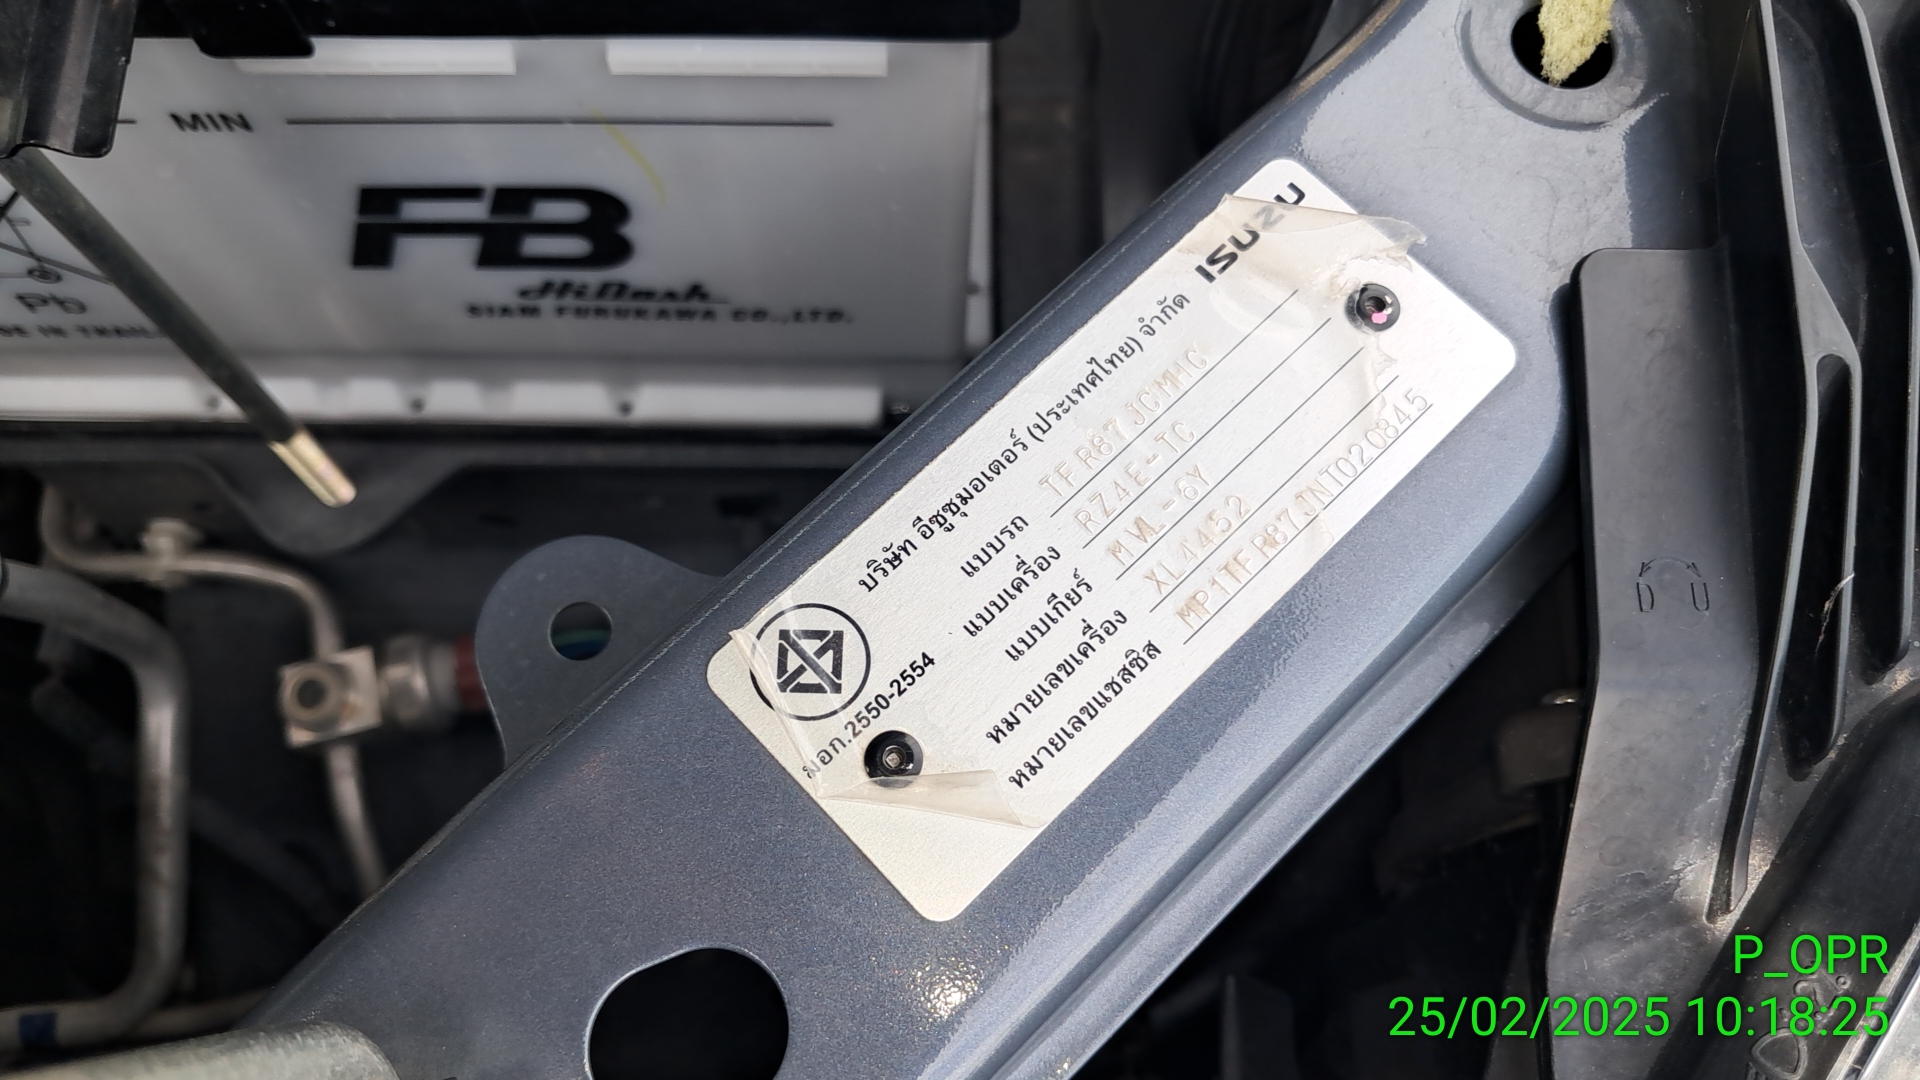 MIN
FB
HiDash
SIAM FURUKAWA CO.,LTD.
Pb
DE IN THAIL
ISUZU
บริษัท อีซูซุมอเตอร์ (ประเทศไทย) จำกัด
แบบรถ TFR87JCMHC
แบบเครื่อง RZ4E-TC
แบบเกียร์ MVL-6Y
หมายเลขเครื่อง XL4452
หมายเลขแชสซิส MP1TFR87JNT020845
มอก.2550-2554
D U
P_OPR
25/02/2025 10:18:25